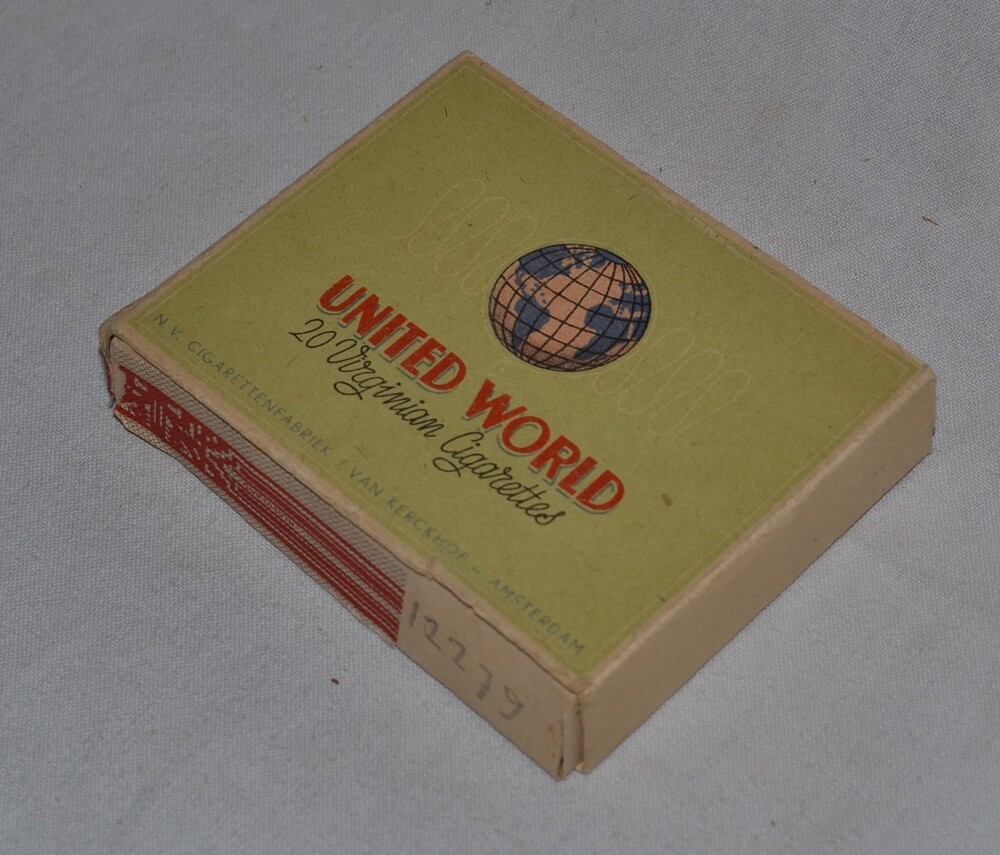 UNITED WORLD
20 Virginian Cigarettes
N.V. CIGARETTENFABRIEK J. VAN KERCKHOF – AMSTERDAM
12279